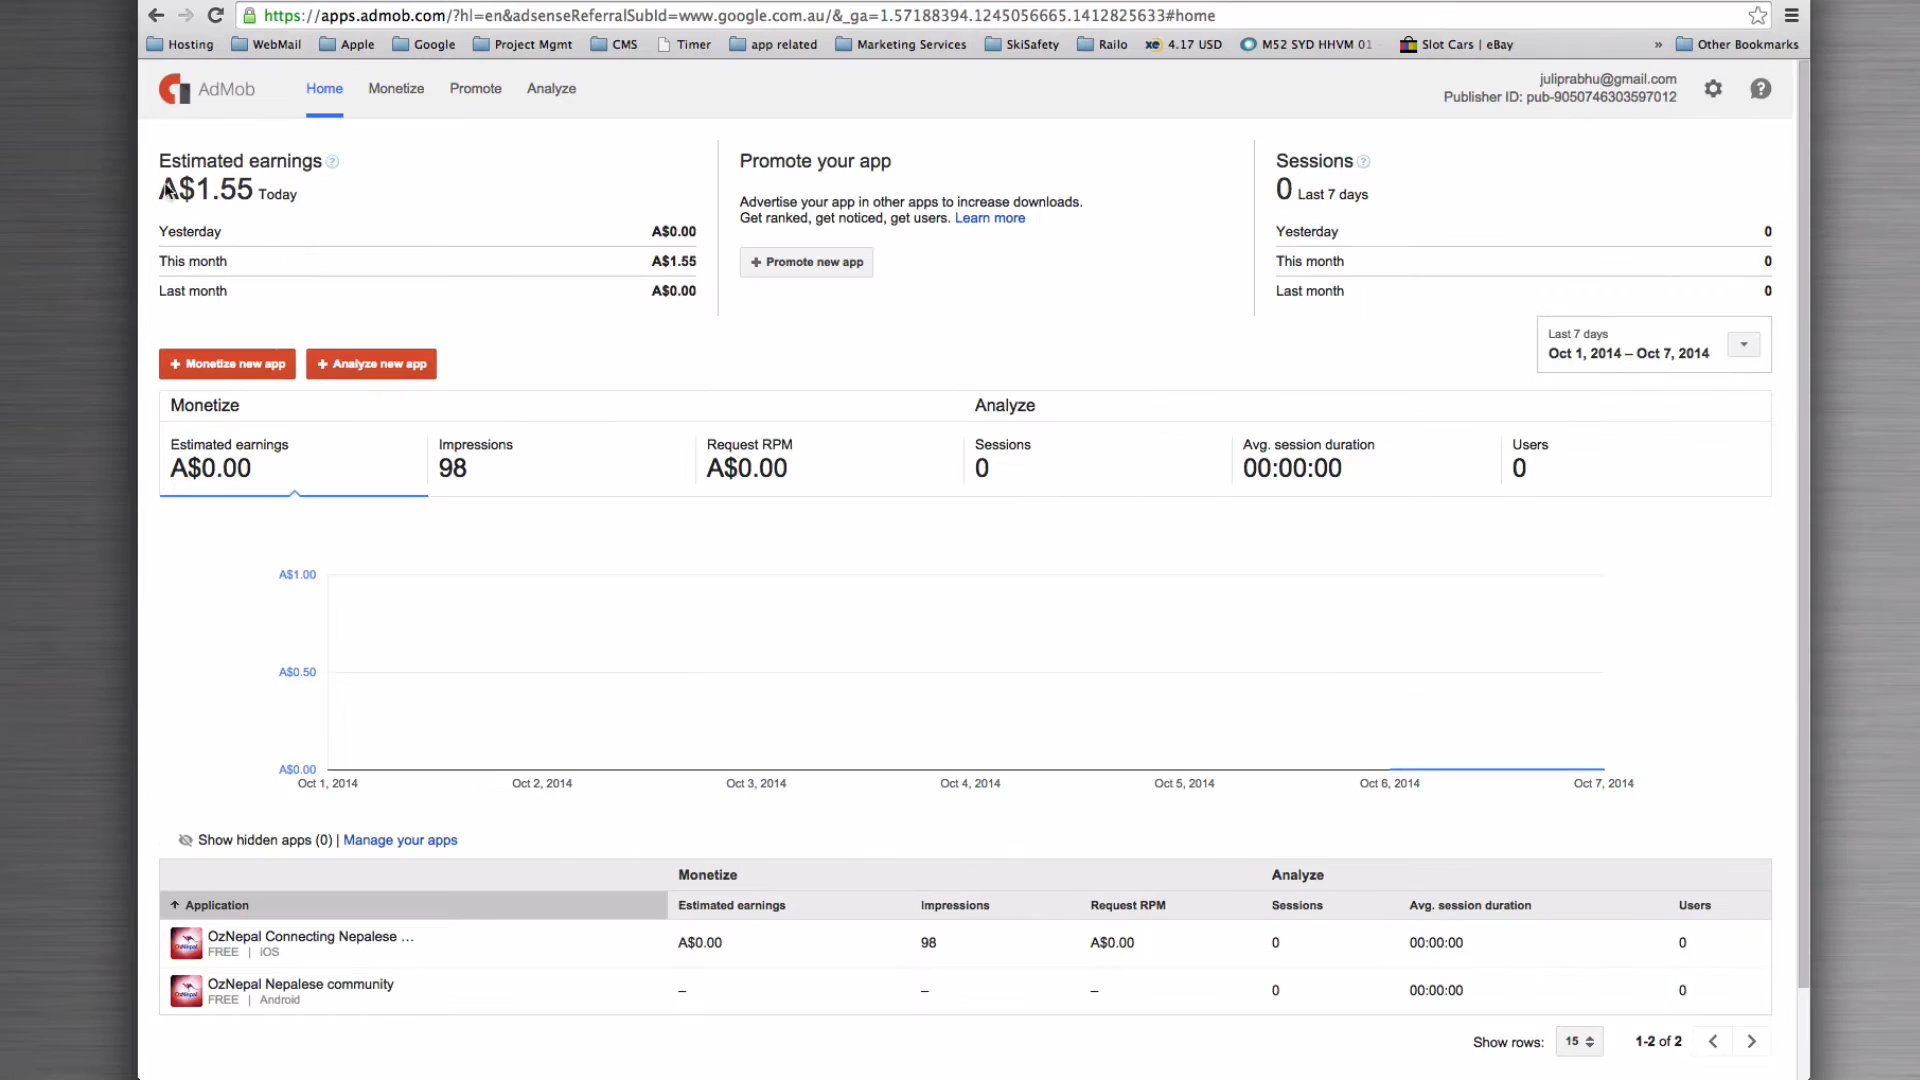 https://apps.admob.com/?hl=en&adsenseReferralSubId=www.google.com.au/&_ga=1.57188394.1245056665.1412825633#home
Hosting WebMail Apple Google Project Mgmt CMS Timer app related Marketing Services SkiSafety Railo xe 4.17 USD M52 SYD HHVM 01 Slot Cars | eBay » Other Bookmarks
AdMob Home Monetize Promote Analyze
juliprabhu@gmail.com
Publisher ID: pub-9050746303597012
Estimated earnings ?
A$1.55 Today
Yesterday A$0.00
This month A$1.55
Last month A$0.00
Promote your app
Advertise your app in other apps to increase downloads.
Get ranked, get noticed, get users. Learn more
+ Promote new app
Sessions ?
0 Last 7 days
Yesterday 0
This month 0
Last month 0
Last 7 days
Oct 1, 2014 – Oct 7, 2014
+ Monetize new app + Analyze new app
Monetize Analyze
Estimated earnings Impressions Request RPM Sessions Avg. session duration Users
A$0.00 98 A$0.00 0 00:00:00 0
A$1.00
A$0.50
A$0.00
Oct 1, 2014 Oct 2, 2014 Oct 3, 2014 Oct 4, 2014 Oct 5, 2014 Oct 6, 2014 Oct 7, 2014
Show hidden apps (0) | Manage your apps
Monetize Analyze
Application Estimated earnings Impressions Request RPM Sessions Avg. session duration Users
OzNepal Connecting Nepalese ... A$0.00 98 A$0.00 0 00:00:00 0
FREE | iOS
OzNepal Nepalese community – – – 0 00:00:00 0
FREE | Android
Show rows: 15 1-2 of 2